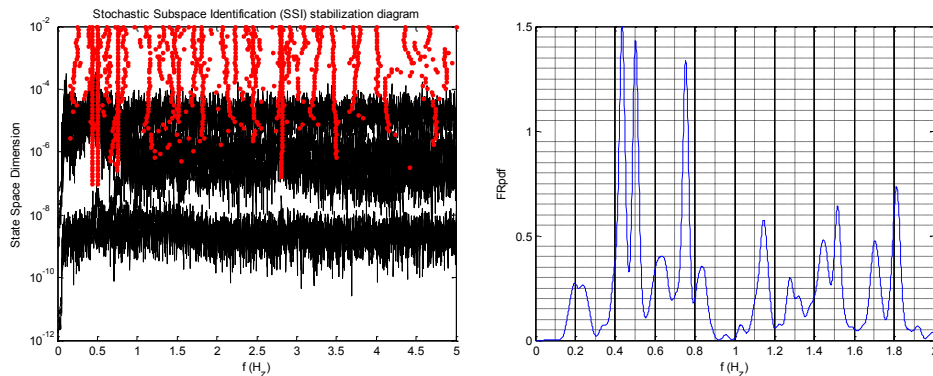 Stochastic Subspace Identification (SSI) stabilization diagram
State Space Dimension
10^-2
10^-4
10^-6
10^-8
10^-10
10^-12
0 0.5 1 1.5 2 2.5 3 3.5 4 4.5 5
f (H_z)
FRpdf
1.5
1
0.5
0
0 0.2 0.4 0.6 0.8 1 1.2 1.4 1.6 1.8 2
f (H_z)